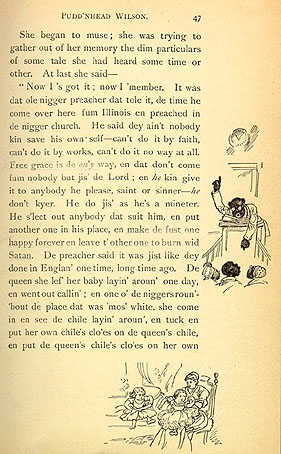 PUDD'NHEAD WILSON. 47
She began to muse; she was trying to
gather out of her memory the dim particulars
of some tale she had heard some time or
other. At last she said—
"Now I 's got it; now I 'member. It was
dat ole nigger preacher dat tole it, de time he
come over here fum Illinois en preached in
de nigger church. He said dey ain't nobody
kin save his own self—can't do it by faith,
can't do it by works, can't do it no way at all.
Free grace is de on'y way, en dat don't come
fum nobody but jis' de Lord; en he kin give
it to anybody he please, saint or sinner—he
don't kyer. He do jis' as he's a mineter.
He s'lect out anybody dat suit him, en put
another one in his place, en make de fust one
happy forever en leave t' other one to burn wid
Satan. De preacher said it was jist like dey
done in Englan' one time, long time ago. De
queen she lef' her baby layin' aroun' one day,
en went out callin'; en one o' de niggers roun'-
'bout de place dat was 'mos' white, she come
in en see de chile layin' aroun', en tuck en
put her own chile's clo'es on de queen's chile,
en put de queen's chile's clo'es on her own